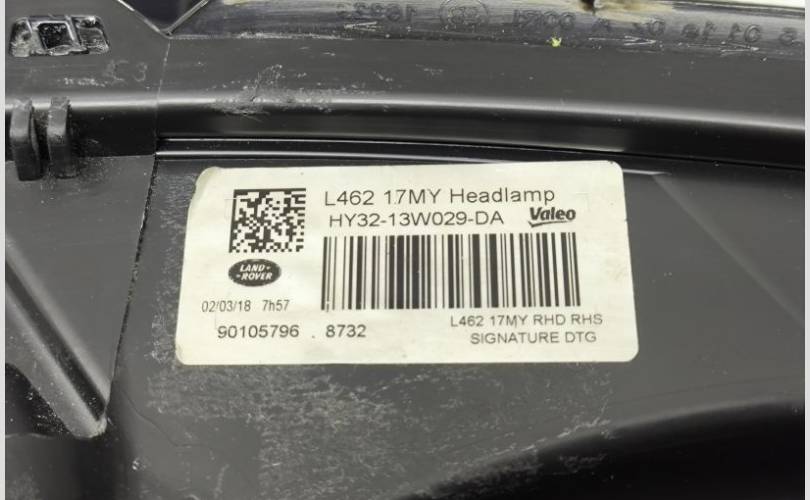 L462 17MY Headlamp
HY32-13W029-DA Valeo
LAND-
-ROVER
02/03/18 7h57
L462 17MY RHD RHS
90105796 . 8732
SIGNATURE DTG